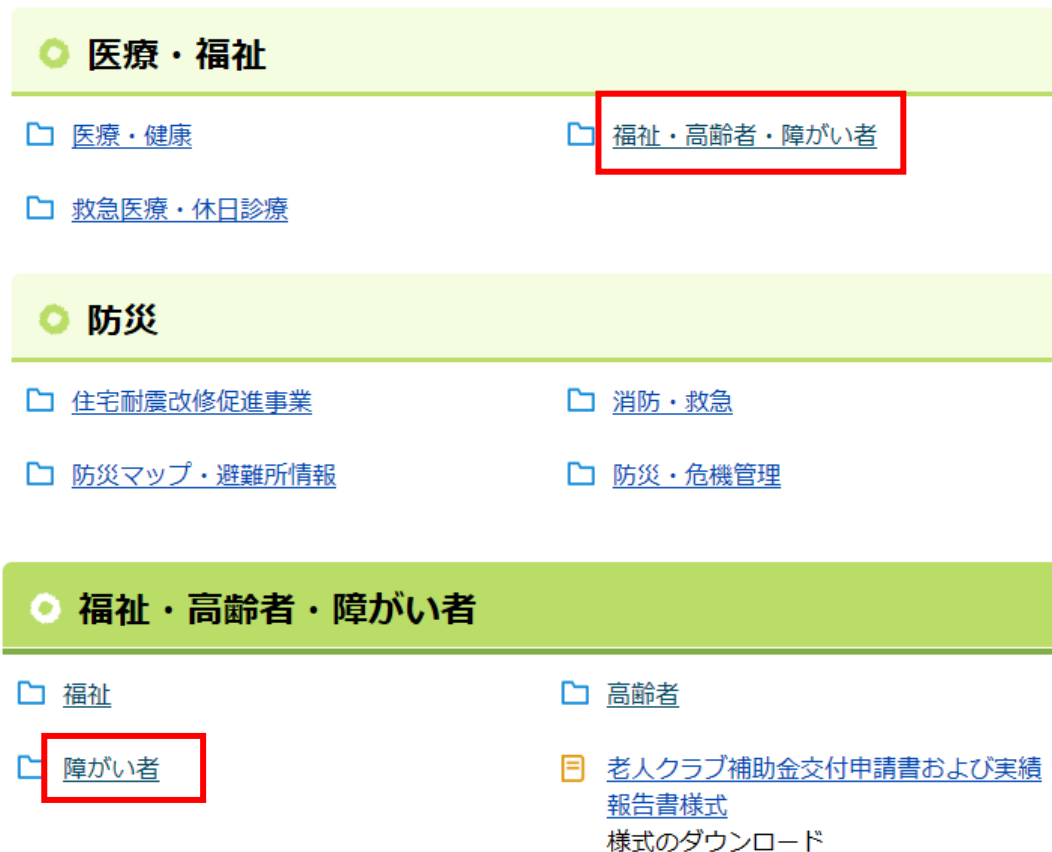 医療・福祉
医療・健康
福祉・高齢者・障がい者
救急医療・休日診療
防災
住宅耐震改修促進事業
消防・救急
防災マップ・避難所情報
防災・危機管理
福祉・高齢者・障がい者
福祉
高齢者
障がい者
老人クラブ補助金交付申請書および実績
報告書様式
様式のダウンロード